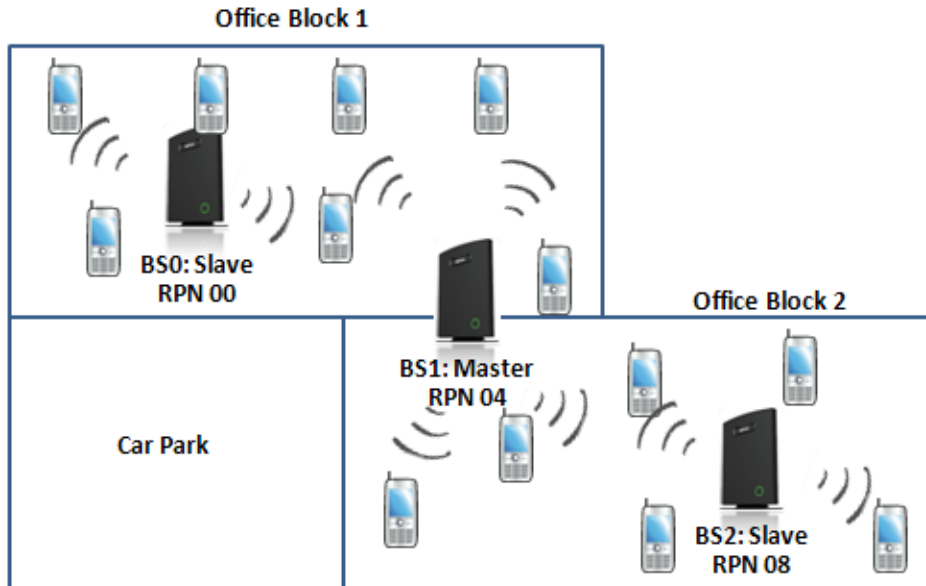 Office Block 1
BS0: Slave
RPN 00
Office Block 2
BS1: Master
RPN 04
Car Park
BS2: Slave
RPN 08